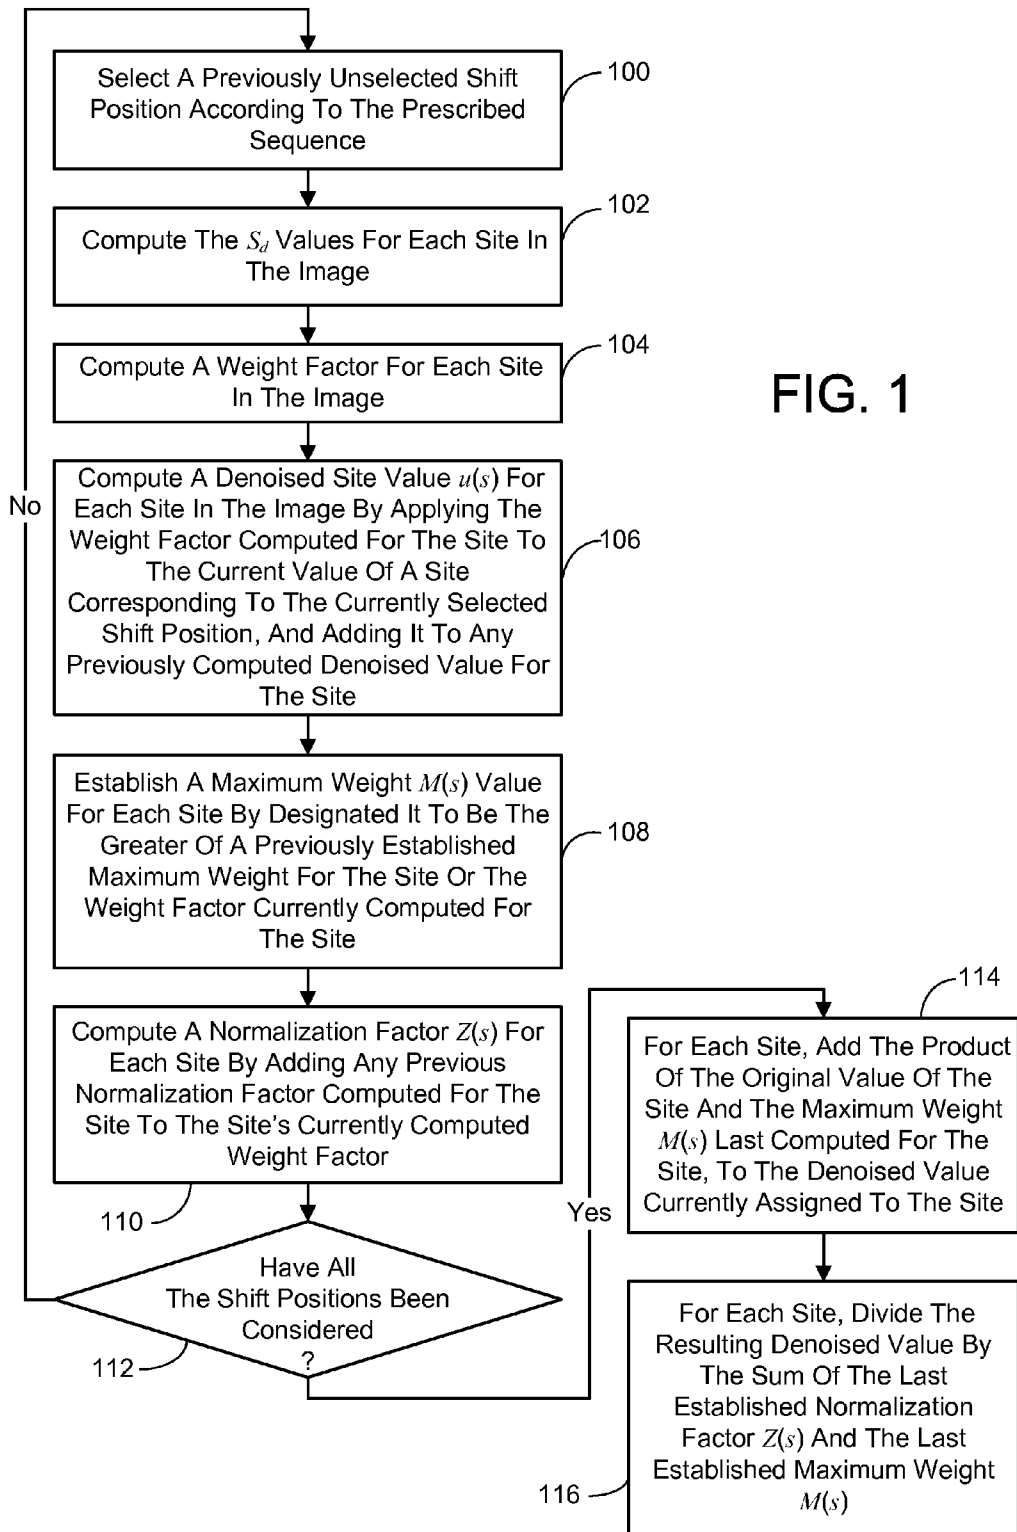 Select A Previously Unselected Shift
Position According To The Prescribed
Sequence
100
Compute The S_d Values For Each Site In
The Image
102
Compute A Weight Factor For Each Site
In The Image
104
FIG. 1
No
Compute A Denoised Site Value u(s) For
Each Site In The Image By Applying The
Weight Factor Computed For The Site To
The Current Value Of A Site
Corresponding To The Currently Selected
Shift Position, And Adding It To Any
Previously Computed Denoised Value For
The Site
106
Establish A Maximum Weight M(s) Value
For Each Site By Designated It To Be The
Greater Of A Previously Established
Maximum Weight For The Site Or The
Weight Factor Currently Computed For
The Site
108
Compute A Normalization Factor Z(s) For
Each Site By Adding Any Previous
Normalization Factor Computed For The
Site To The Site's Currently Computed
Weight Factor
110
Have All
The Shift Positions Been
Considered
?
112
Yes
114
For Each Site, Add The Product
Of The Original Value Of The
Site And The Maximum Weight
M(s) Last Computed For The
Site, To The Denoised Value
Currently Assigned To The Site
For Each Site, Divide The
Resulting Denoised Value By
The Sum Of The Last
Established Normalization
Factor Z(s) And The Last
Established Maximum Weight
M(s)
116